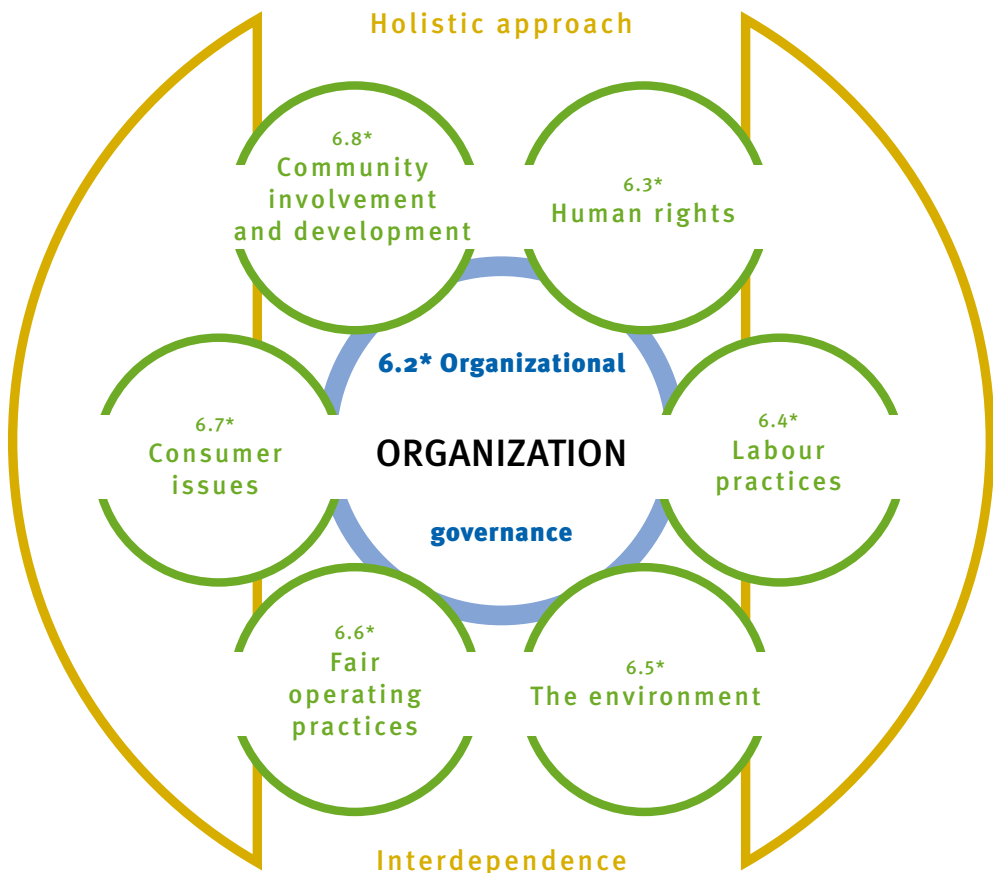 Holistic approach
6.8*
Community
involvement
and development
6.3*
Human rights
6.2* Organizational
ORGANIZATION
governance
6.7*
Consumer
issues
6.4*
Labour
practices
6.6*
Fair
operating
practices
6.5*
The environment
Interdependence